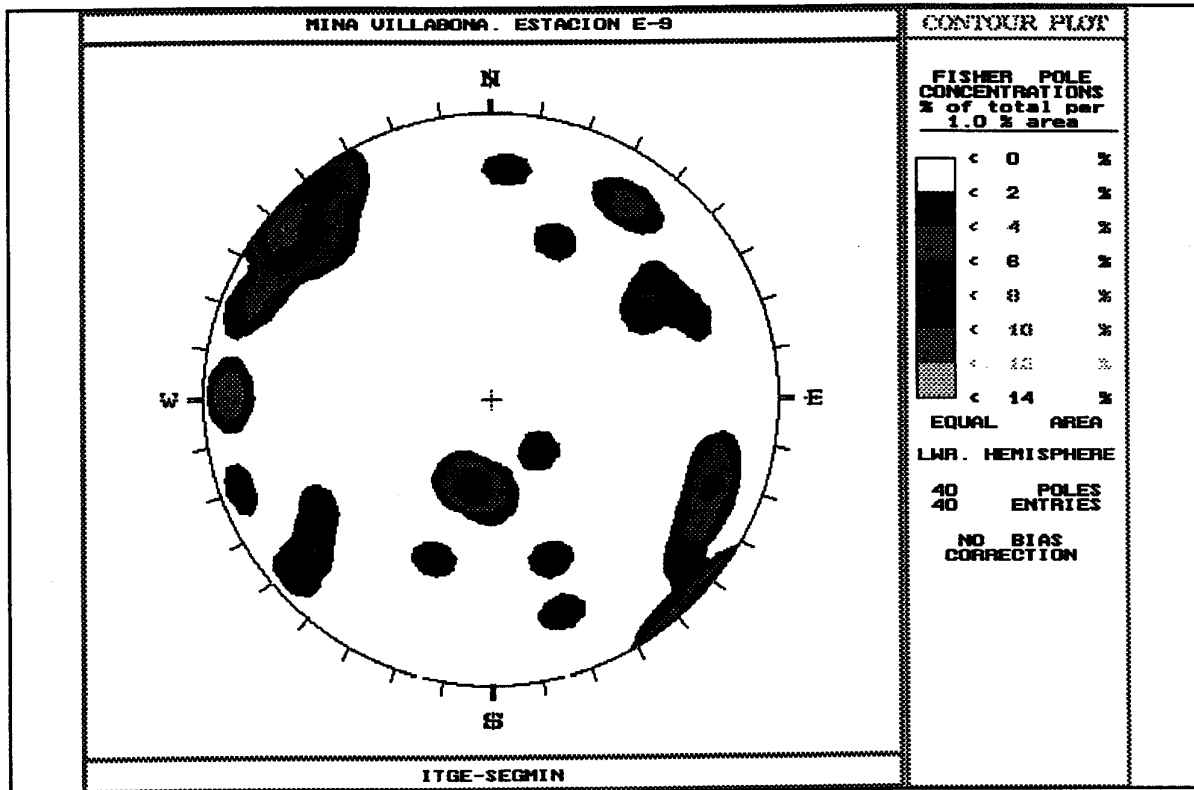 MINA VILLABONA. ESTACION E-9
N
W
E
S
ITGE-SEGMIN
CONTOUR PLOT
FISHER POLE
CONCENTRATIONS
% of total per
1.0 % area
< 0 %
< 2 %
< 4 %
< 6 %
< 8 %
< 10 %
< 12 %
< 14 %
EQUAL AREA
LWR. HEMISPHERE
40 POLES
40 ENTRIES
NO BIAS
CORRECTION